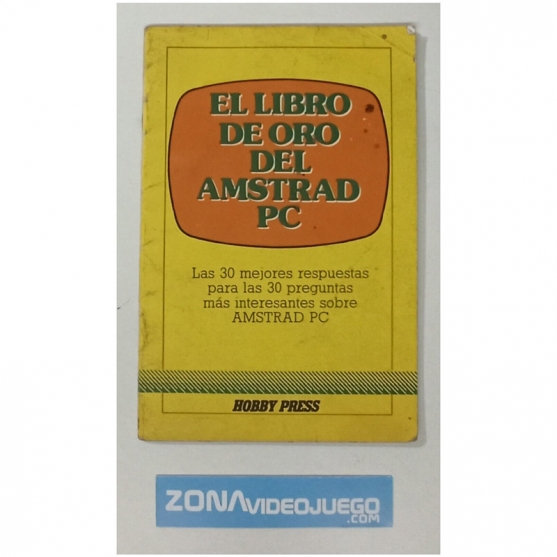 EL LIBRO
DE ORO
DEL
AMSTRAD
PC
Las 30 mejores respuestas
para las 30 preguntas
más interesantes sobre
AMSTRAD PC
HOBBY PRESS
ZONAVIDEOJUEGO
.COM